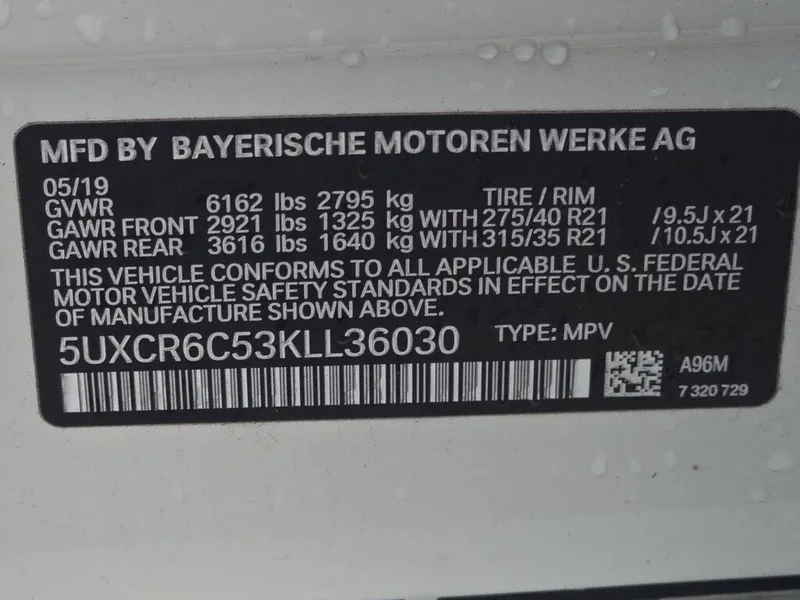 MFD BY BAYERISCHE MOTOREN WERKE AG
05/19
GVWR 6162 lbs 2795 kg TIRE / RIM
GAWR FRONT 2921 lbs 1325 kg WITH 275/40 R21 /9.5J x 21
GAWR REAR 3616 lbs 1640 kg WITH 315/35 R21 /10.5J x 21
THIS VEHICLE CONFORMS TO ALL APPLICABLE U. S. FEDERAL
MOTOR VEHICLE SAFETY STANDARDS IN EFFECT ON THE DATE
OF MANUFACTURE SHOWN ABOVE.
5UXCR6C53KLL36030 TYPE: MPV
A96M
7 320 729